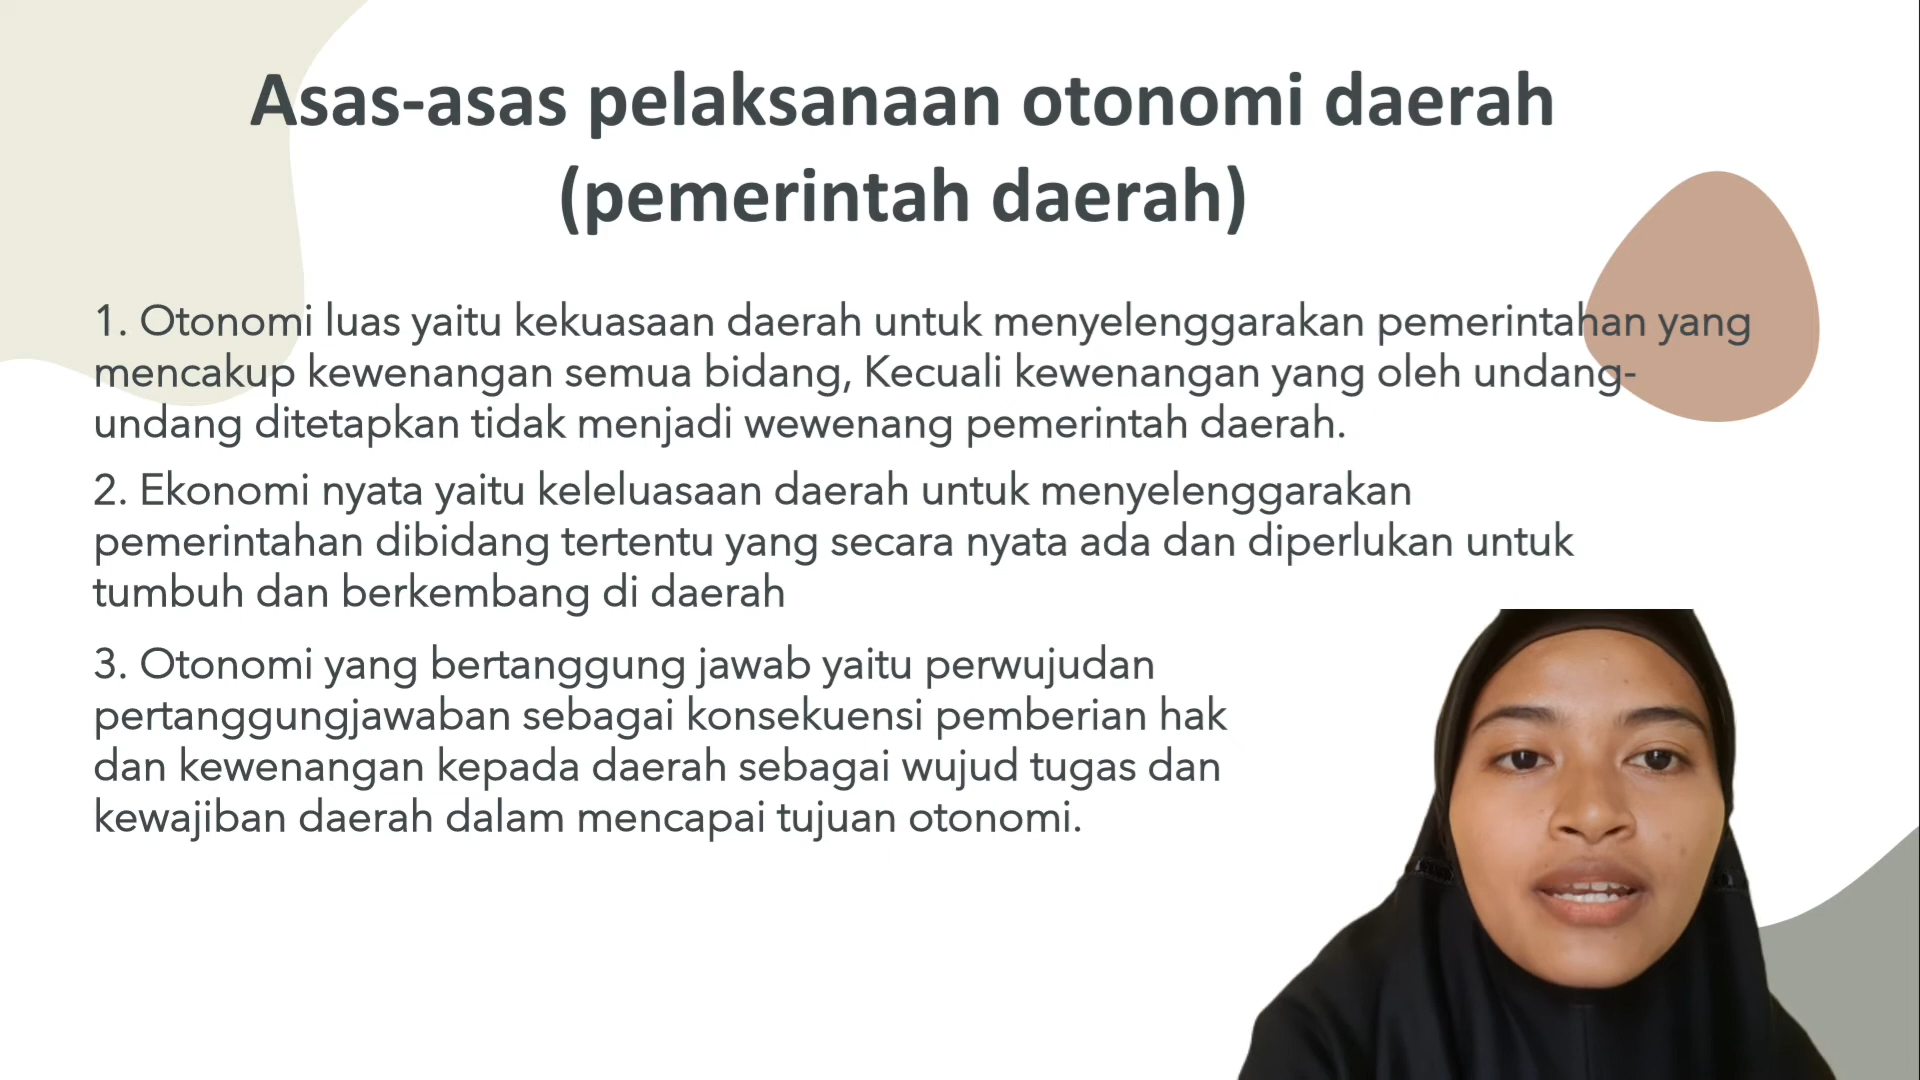 Asas-asas pelaksanaan otonomi daerah
(pemerintah daerah)
1. Otonomi luas yaitu kekuasaan daerah untuk menyelenggarakan pemerintahan yang
mencakup kewenangan semua bidang, Kecuali kewenangan yang oleh undang-
undang ditetapkan tidak menjadi wewenang pemerintah daerah.
2. Ekonomi nyata yaitu keleluasaan daerah untuk menyelenggarakan
pemerintahan dibidang tertentu yang secara nyata ada dan diperlukan untuk
tumbuh dan berkembang di daerah
3. Otonomi yang bertanggung jawab yaitu perwujudan
pertanggungjawaban sebagai konsekuensi pemberian hak
dan kewenangan kepada daerah sebagai wujud tugas dan
kewajiban daerah dalam mencapai tujuan otonomi.